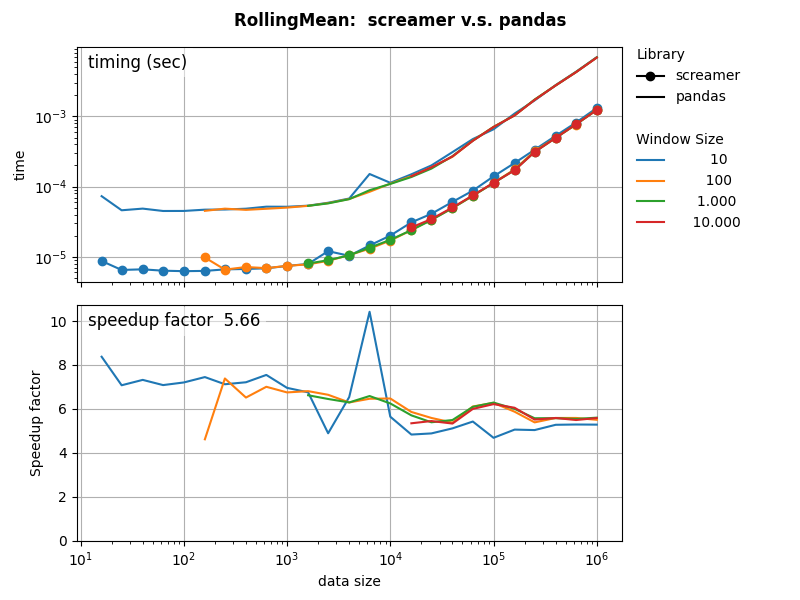 RollingMean:  screamer v.s. pandas
timing (sec)
10⁻³
10⁻⁴
10⁻⁵
time
Library
screamer
pandas
Window Size
10
100
1.000
10.000
speedup factor  5.66
10
8
6
4
2
0
Speedup factor
10¹
10²
10³
10⁴
10⁵
10⁶
data size